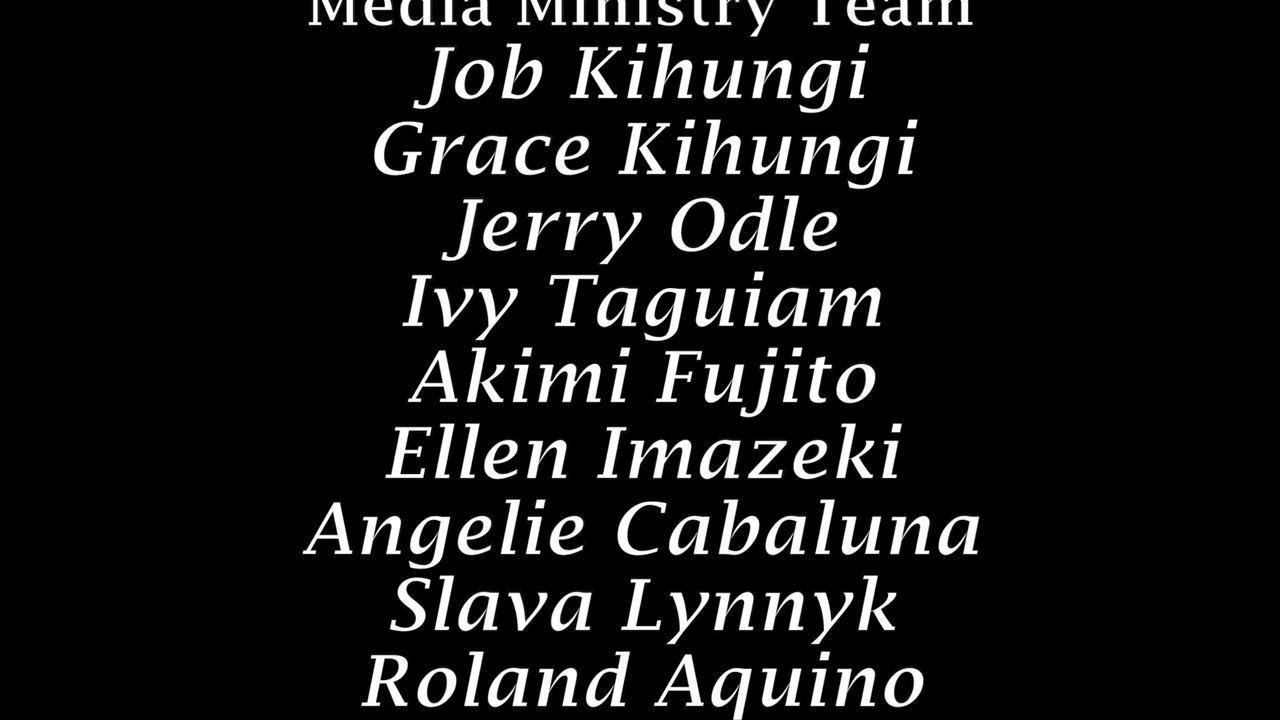 Media Ministry Team
Job Kihungi
Grace Kihungi
Jerry Odle
Ivy Taguiam
Akimi Fujito
Ellen Imazeki
Angelie Cabaluna
Slava Lynnyk
Roland Aquino